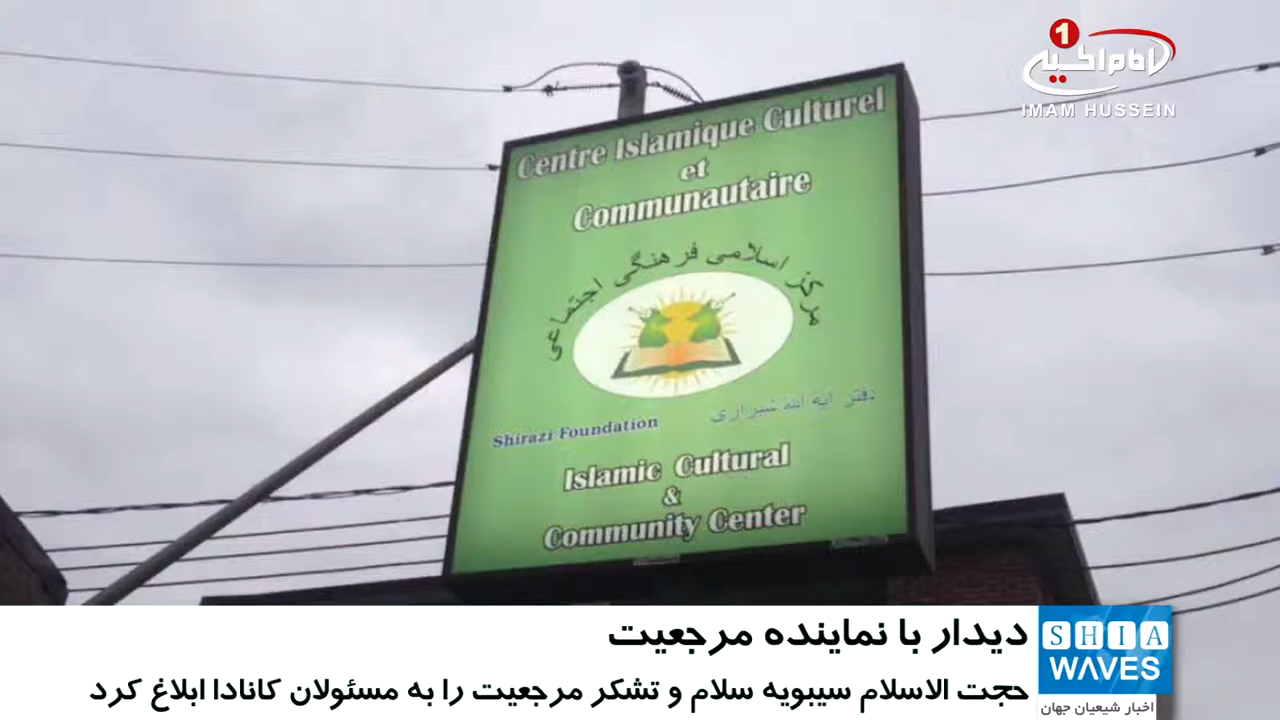 1
امام حسین
IMAM HUSSEIN
Centre Islamique Culturel
et
Communautaire
مرکز اسلامی فرهنگی اجتماعی
دفتر آیة الله شیرازی
Shirazi Foundation
Islamic Cultural
&
Community Center
دیدار با نماینده مرجعیت
حجت الاسلام سیبویه سلام و تشکر مرجعیت را به مسئولان کانادا ابلاغ کرد
SHIA
WAVES
اخبار شیعیان جهان